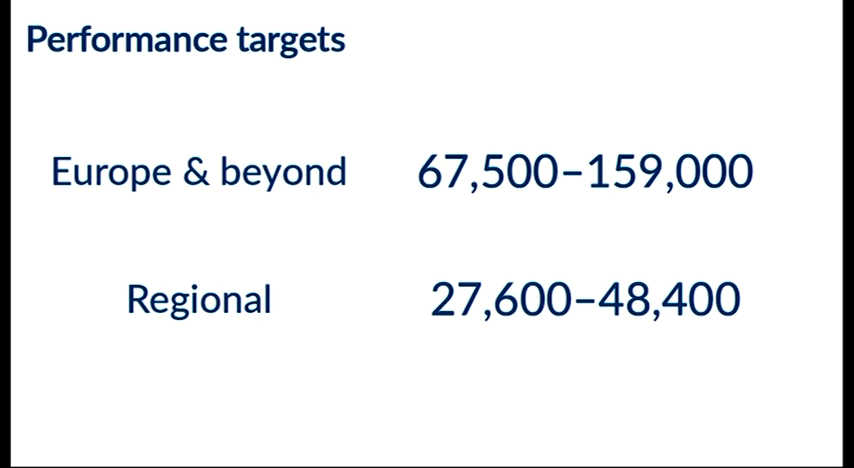 Performance targets
Europe & beyond 67,500–159,000
Regional 27,600–48,400